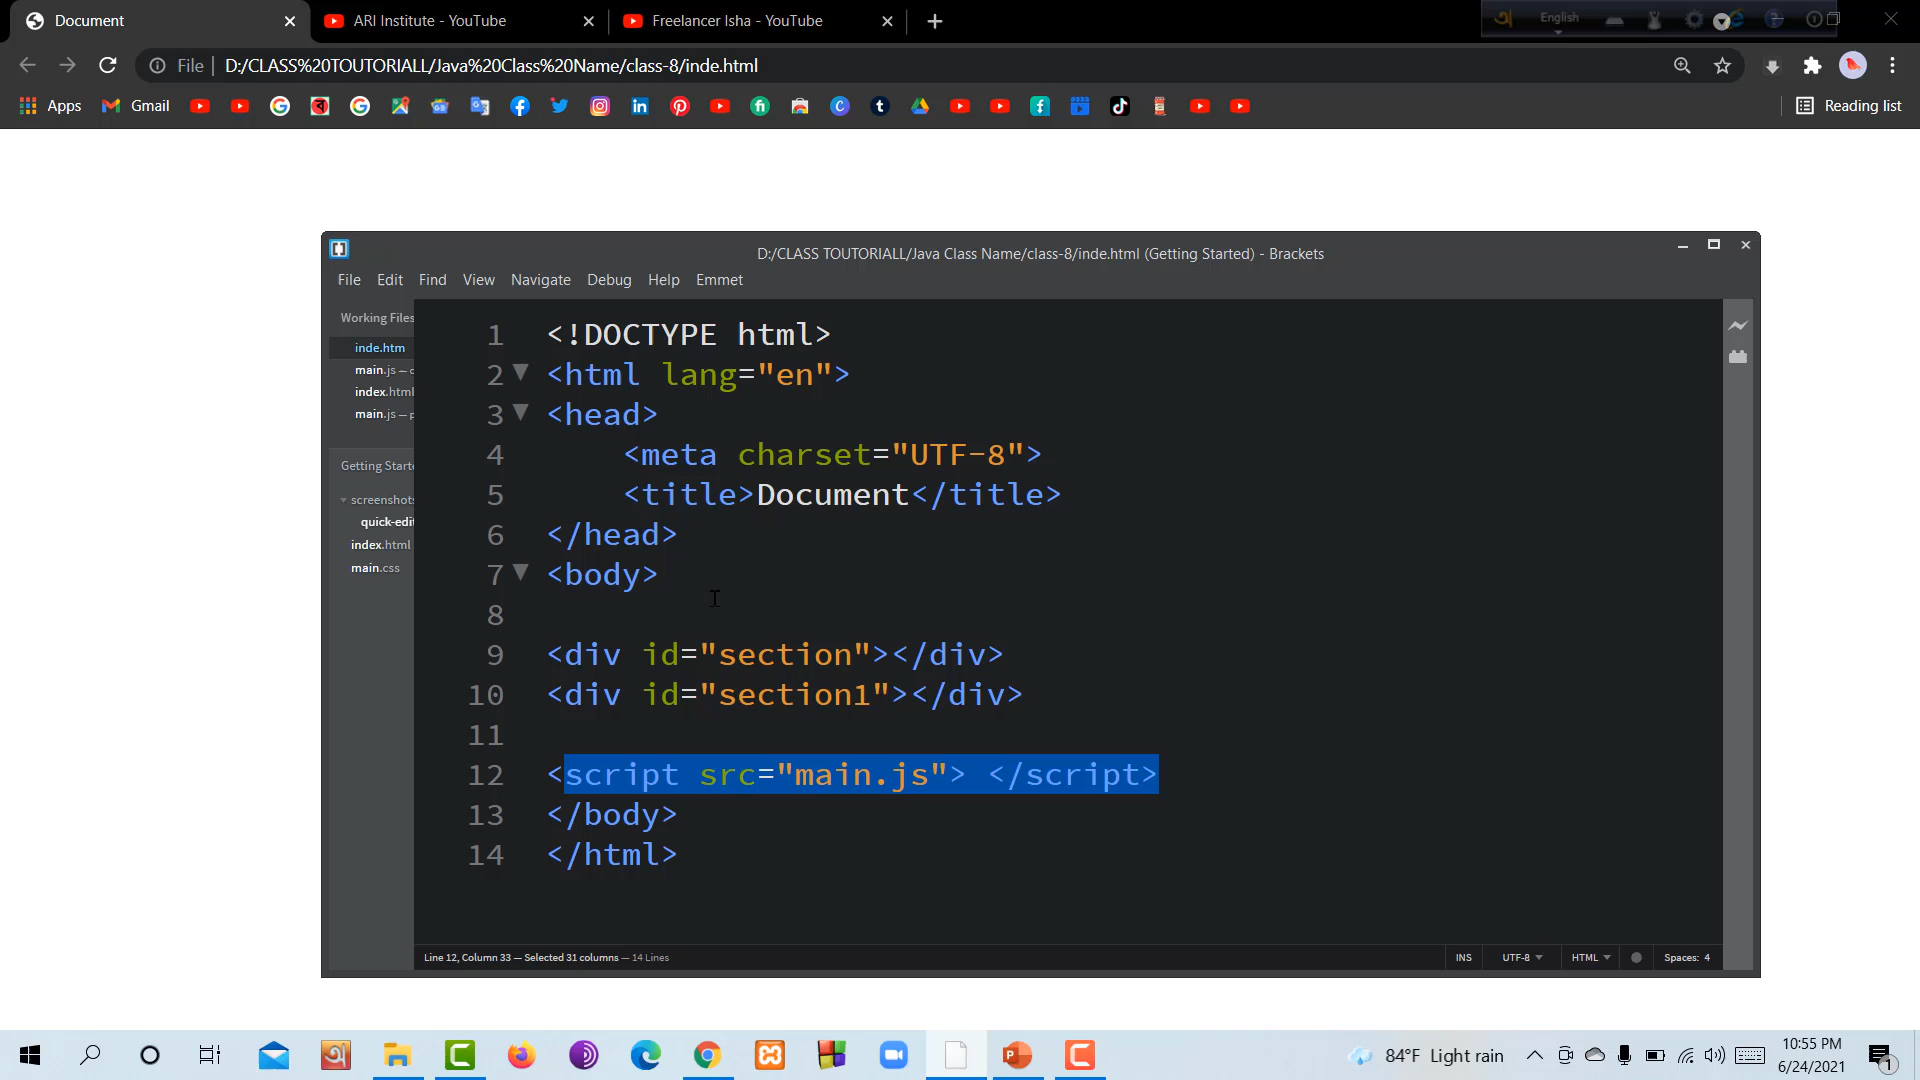 Document
ARI Institute - YouTube
Freelancer Isha - YouTube
English
File
D:/CLASS%20TOUTORIALL/Java%20Class%20Name/class-8/inde.html
Apps
Gmail
Reading list
D:/CLASS TOUTORIALL/Java Class Name/class-8/inde.html (Getting Started) - Brackets
File Edit Find View Navigate Debug Help Emmet
Working Files
inde.htm
main.js
index.html
main.js
Getting Starte
screenshots
quick-edit
index.html
main.css
1 <!DOCTYPE html>
2 <html lang="en">
3 <head>
4 <meta charset="UTF-8">
5 <title>Document</title>
6 </head>
7 <body>
8
9 <div id="section"></div>
10 <div id="section1"></div>
11
12 <script src="main.js"> </script>
13 </body>
14 </html>
Line 12, Column 33 — Selected 31 columns — 14 Lines
INS
UTF-8
HTML
Spaces: 4
84°F Light rain
10:55 PM
6/24/2021
1